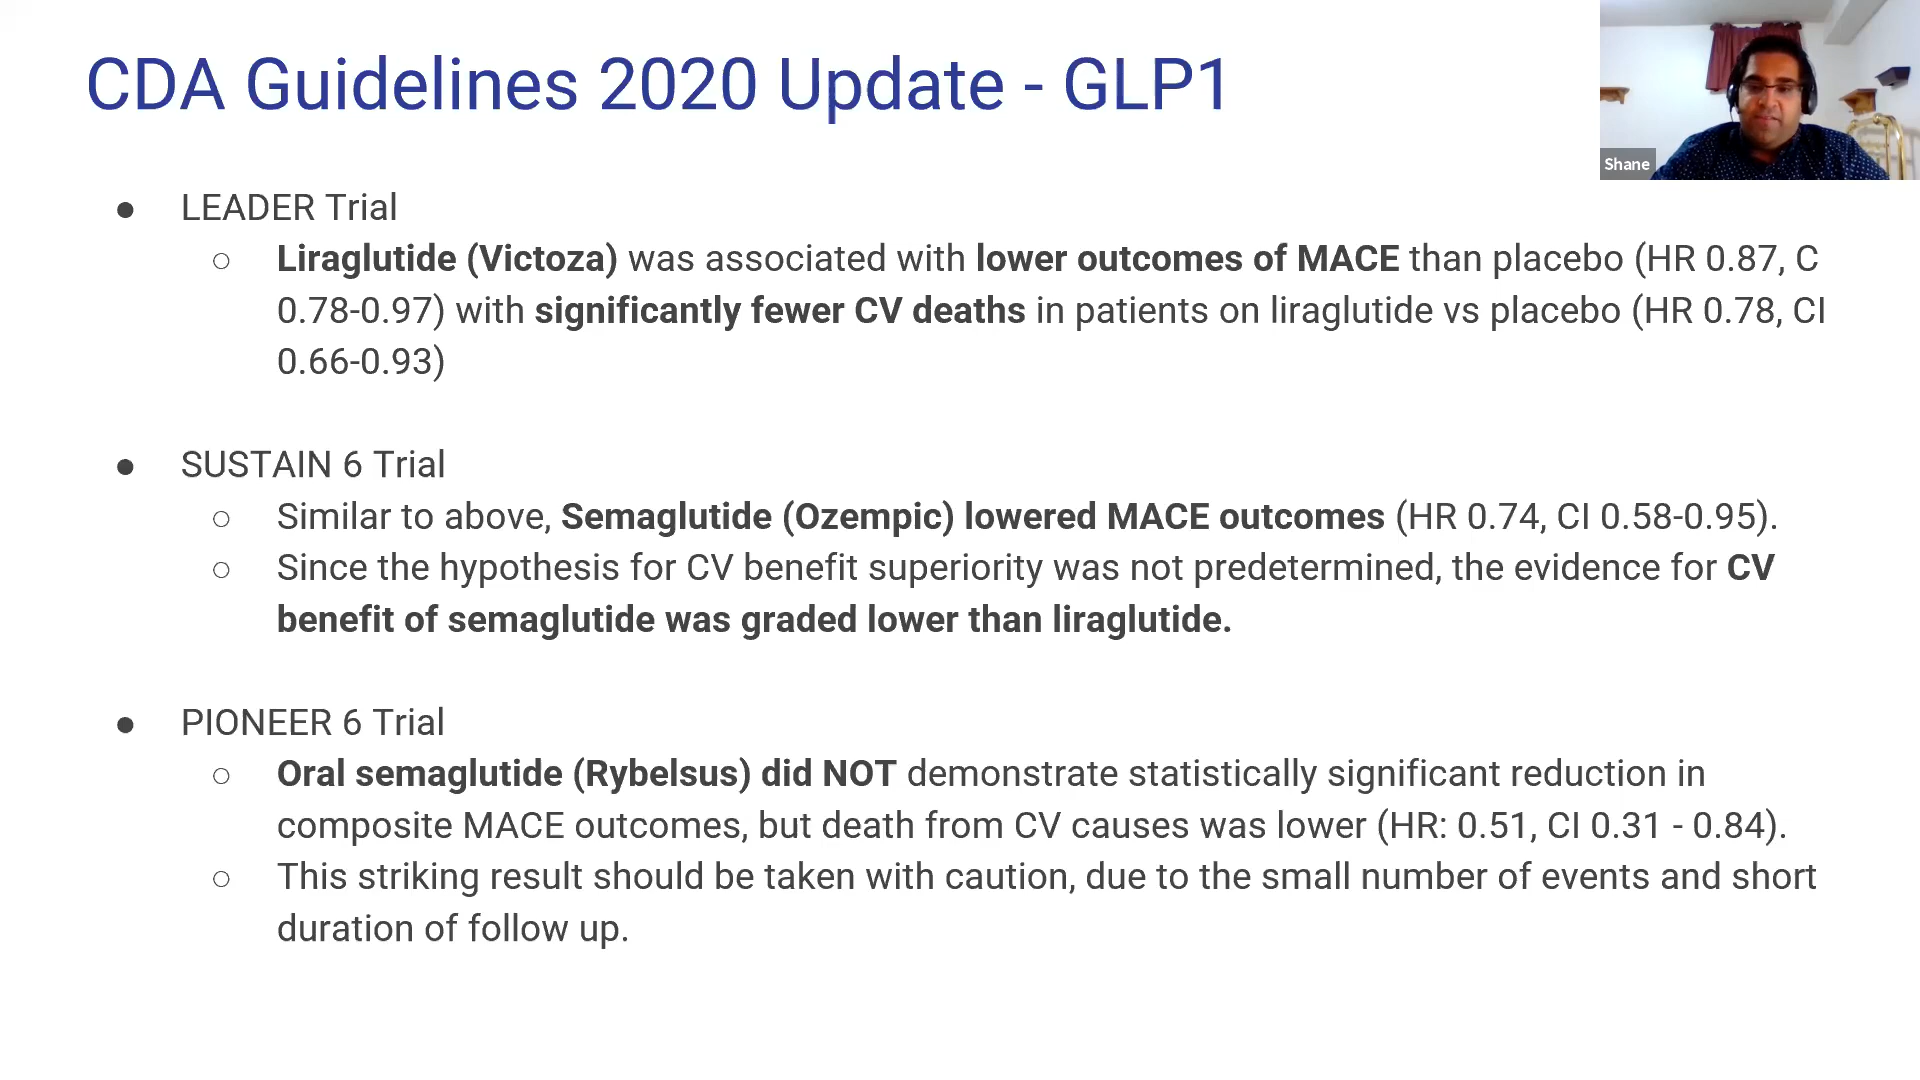 CDA Guidelines 2020 Update - GLP1
Shane
● LEADER Trial
○ Liraglutide (Victoza) was associated with lower outcomes of MACE than placebo (HR 0.87, C
0.78-0.97) with significantly fewer CV deaths in patients on liraglutide vs placebo (HR 0.78, CI
0.66-0.93)
● SUSTAIN 6 Trial
○ Similar to above, Semaglutide (Ozempic) lowered MACE outcomes (HR 0.74, CI 0.58-0.95).
○ Since the hypothesis for CV benefit superiority was not predetermined, the evidence for CV
benefit of semaglutide was graded lower than liraglutide.
● PIONEER 6 Trial
○ Oral semaglutide (Rybelsus) did NOT demonstrate statistically significant reduction in
composite MACE outcomes, but death from CV causes was lower (HR: 0.51, CI 0.31 - 0.84).
○ This striking result should be taken with caution, due to the small number of events and short
duration of follow up.